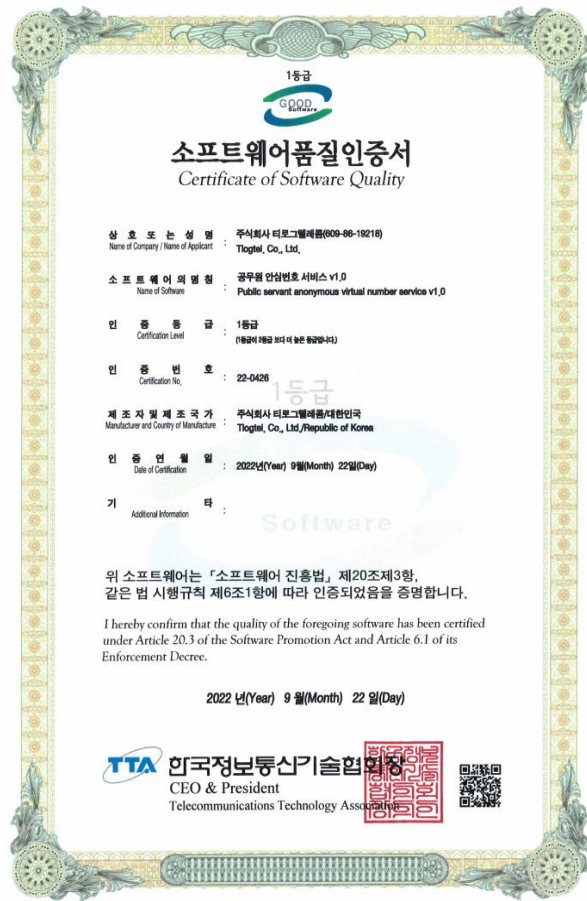 1등급
GOOD
Software
소프트웨어품질인증서
Certificate of Software Quality
상 호 또 는 성 명 : 주식회사 티로그텔레콤(609-86-19218)
Name of Company / Name of Applicant Tlogtel, Co., Ltd.
소 프 트 웨 어 의 명 칭 : 공무원 안심번호 서비스 v1.0
Name of Software Public servant anonymous virtual number service v1.0
인 증 등 급 : 1등급
Certification Level (1등급이 2등급 보다 더 높은 등급입니다.)
인 증 번 호 : 22-0426
Certification No.
1등급
제 조 자 및 제 조 국 가 : 주식회사 티로그텔레콤/대한민국
Manufacturer and Country of Manufacture Tlogtel, Co., Ltd./Republic of Korea
인 증 연 월 일 : 2022년(Year) 9월(Month) 22일(Day)
Date of Certification
기 타 :
Additional Information
Software
위 소프트웨어는 「소프트웨어 진흥법」 제20조제3항,
같은 법 시행규칙 제6조1항에 따라 인증되었음을 증명합니다.
I hereby confirm that the quality of the foregoing software has been certified
under Article 20.3 of the Software Promotion Act and Article 6.1 of its
Enforcement Decree.
2022 년(Year) 9 월(Month) 22 일(Day)
TTA 한국정보통신기술협회장
CEO & President
Telecommunications Technology Association